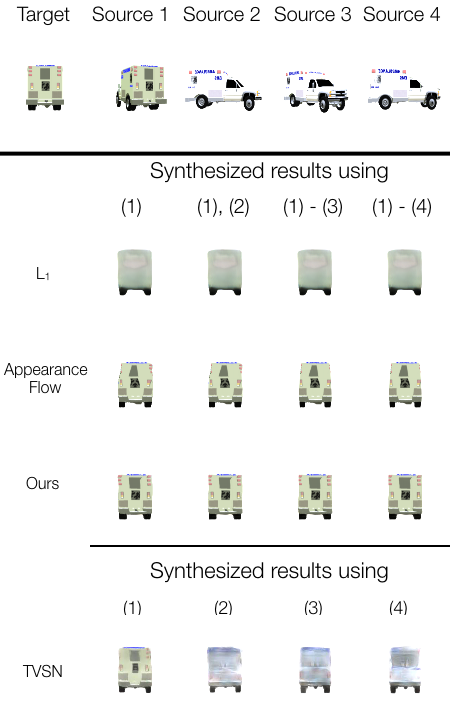 Target Source 1 Source 2 Source 3 Source 4
Synthesized results using
(1) (1), (2) (1) - (3) (1) - (4)
L₁
Appearance
Flow
Ours
Synthesized results using
(1) (2) (3) (4)
TVSN